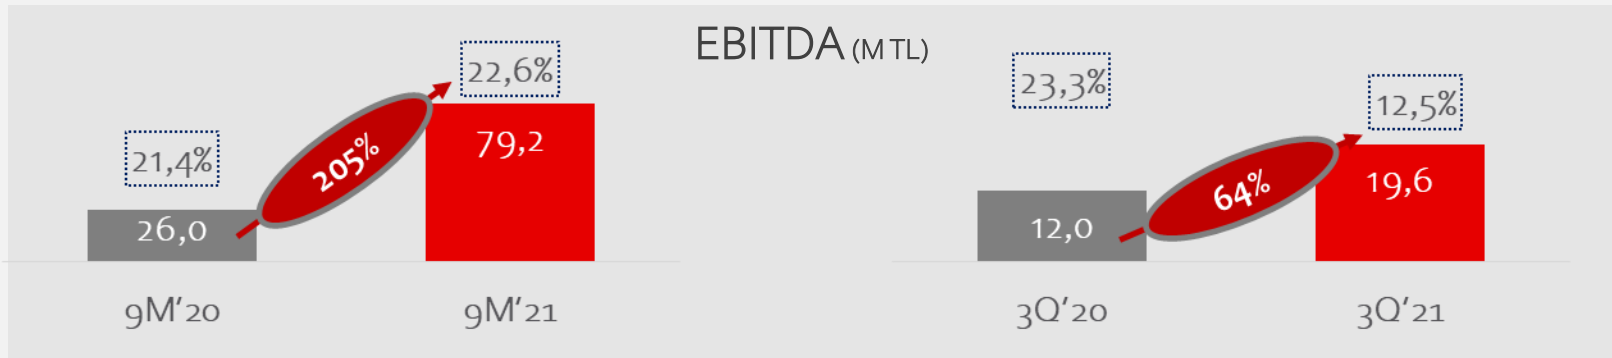 EBITDA (M TL)
21,4%
26,0
205%
22,6%
79,2
9M'20
9M'21
23,3%
12,0
64%
12,5%
19,6
3Q'20
3Q'21